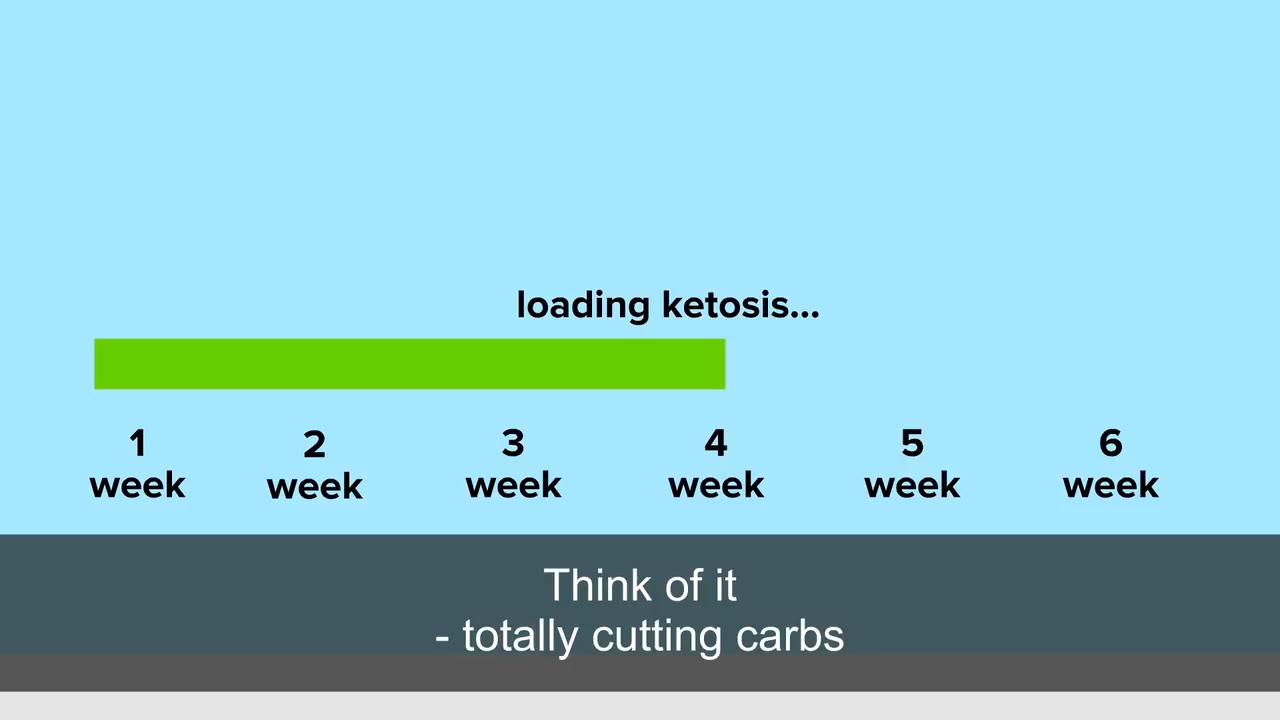 loading ketosis...
1 2 3 4 5 6
week week week week week week
Think of it
- totally cutting carbs